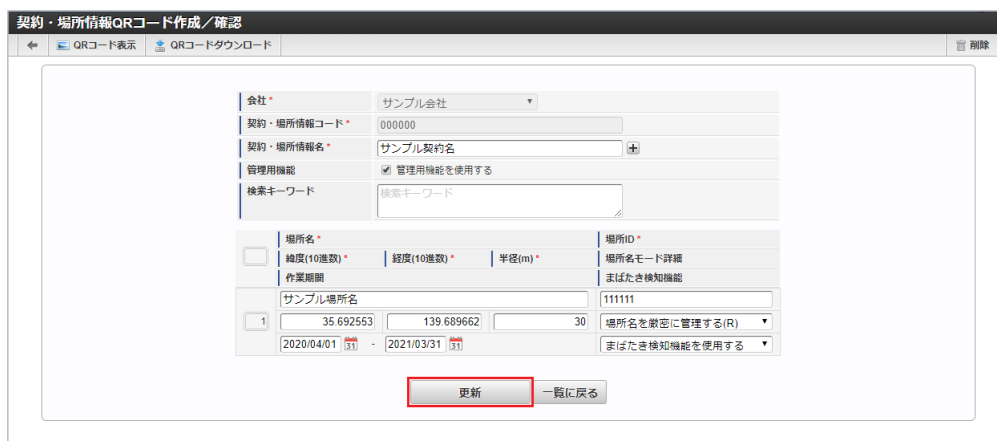 契約・場所情報QRコード作成／確認
QRコード表示 QRコードダウンロード 削除
会社* サンプル会社
契約・場所情報コード* 000000
契約・場所情報名* サンプル契約名
管理用機能 管理用機能を使用する
検索キーワード 検索キーワード
場所名* 場所ID*
緯度(10進数)* 経度(10進数)* 半径(m)* 場所名モード詳細
作業期間 まばたき検知機能
サンプル場所名 111111
1 35.692553 139.689662 30 場所名を厳密に管理する(R)
2020/04/01 31 - 2021/03/31 31 まばたき検知機能を使用する
更新 一覧に戻る